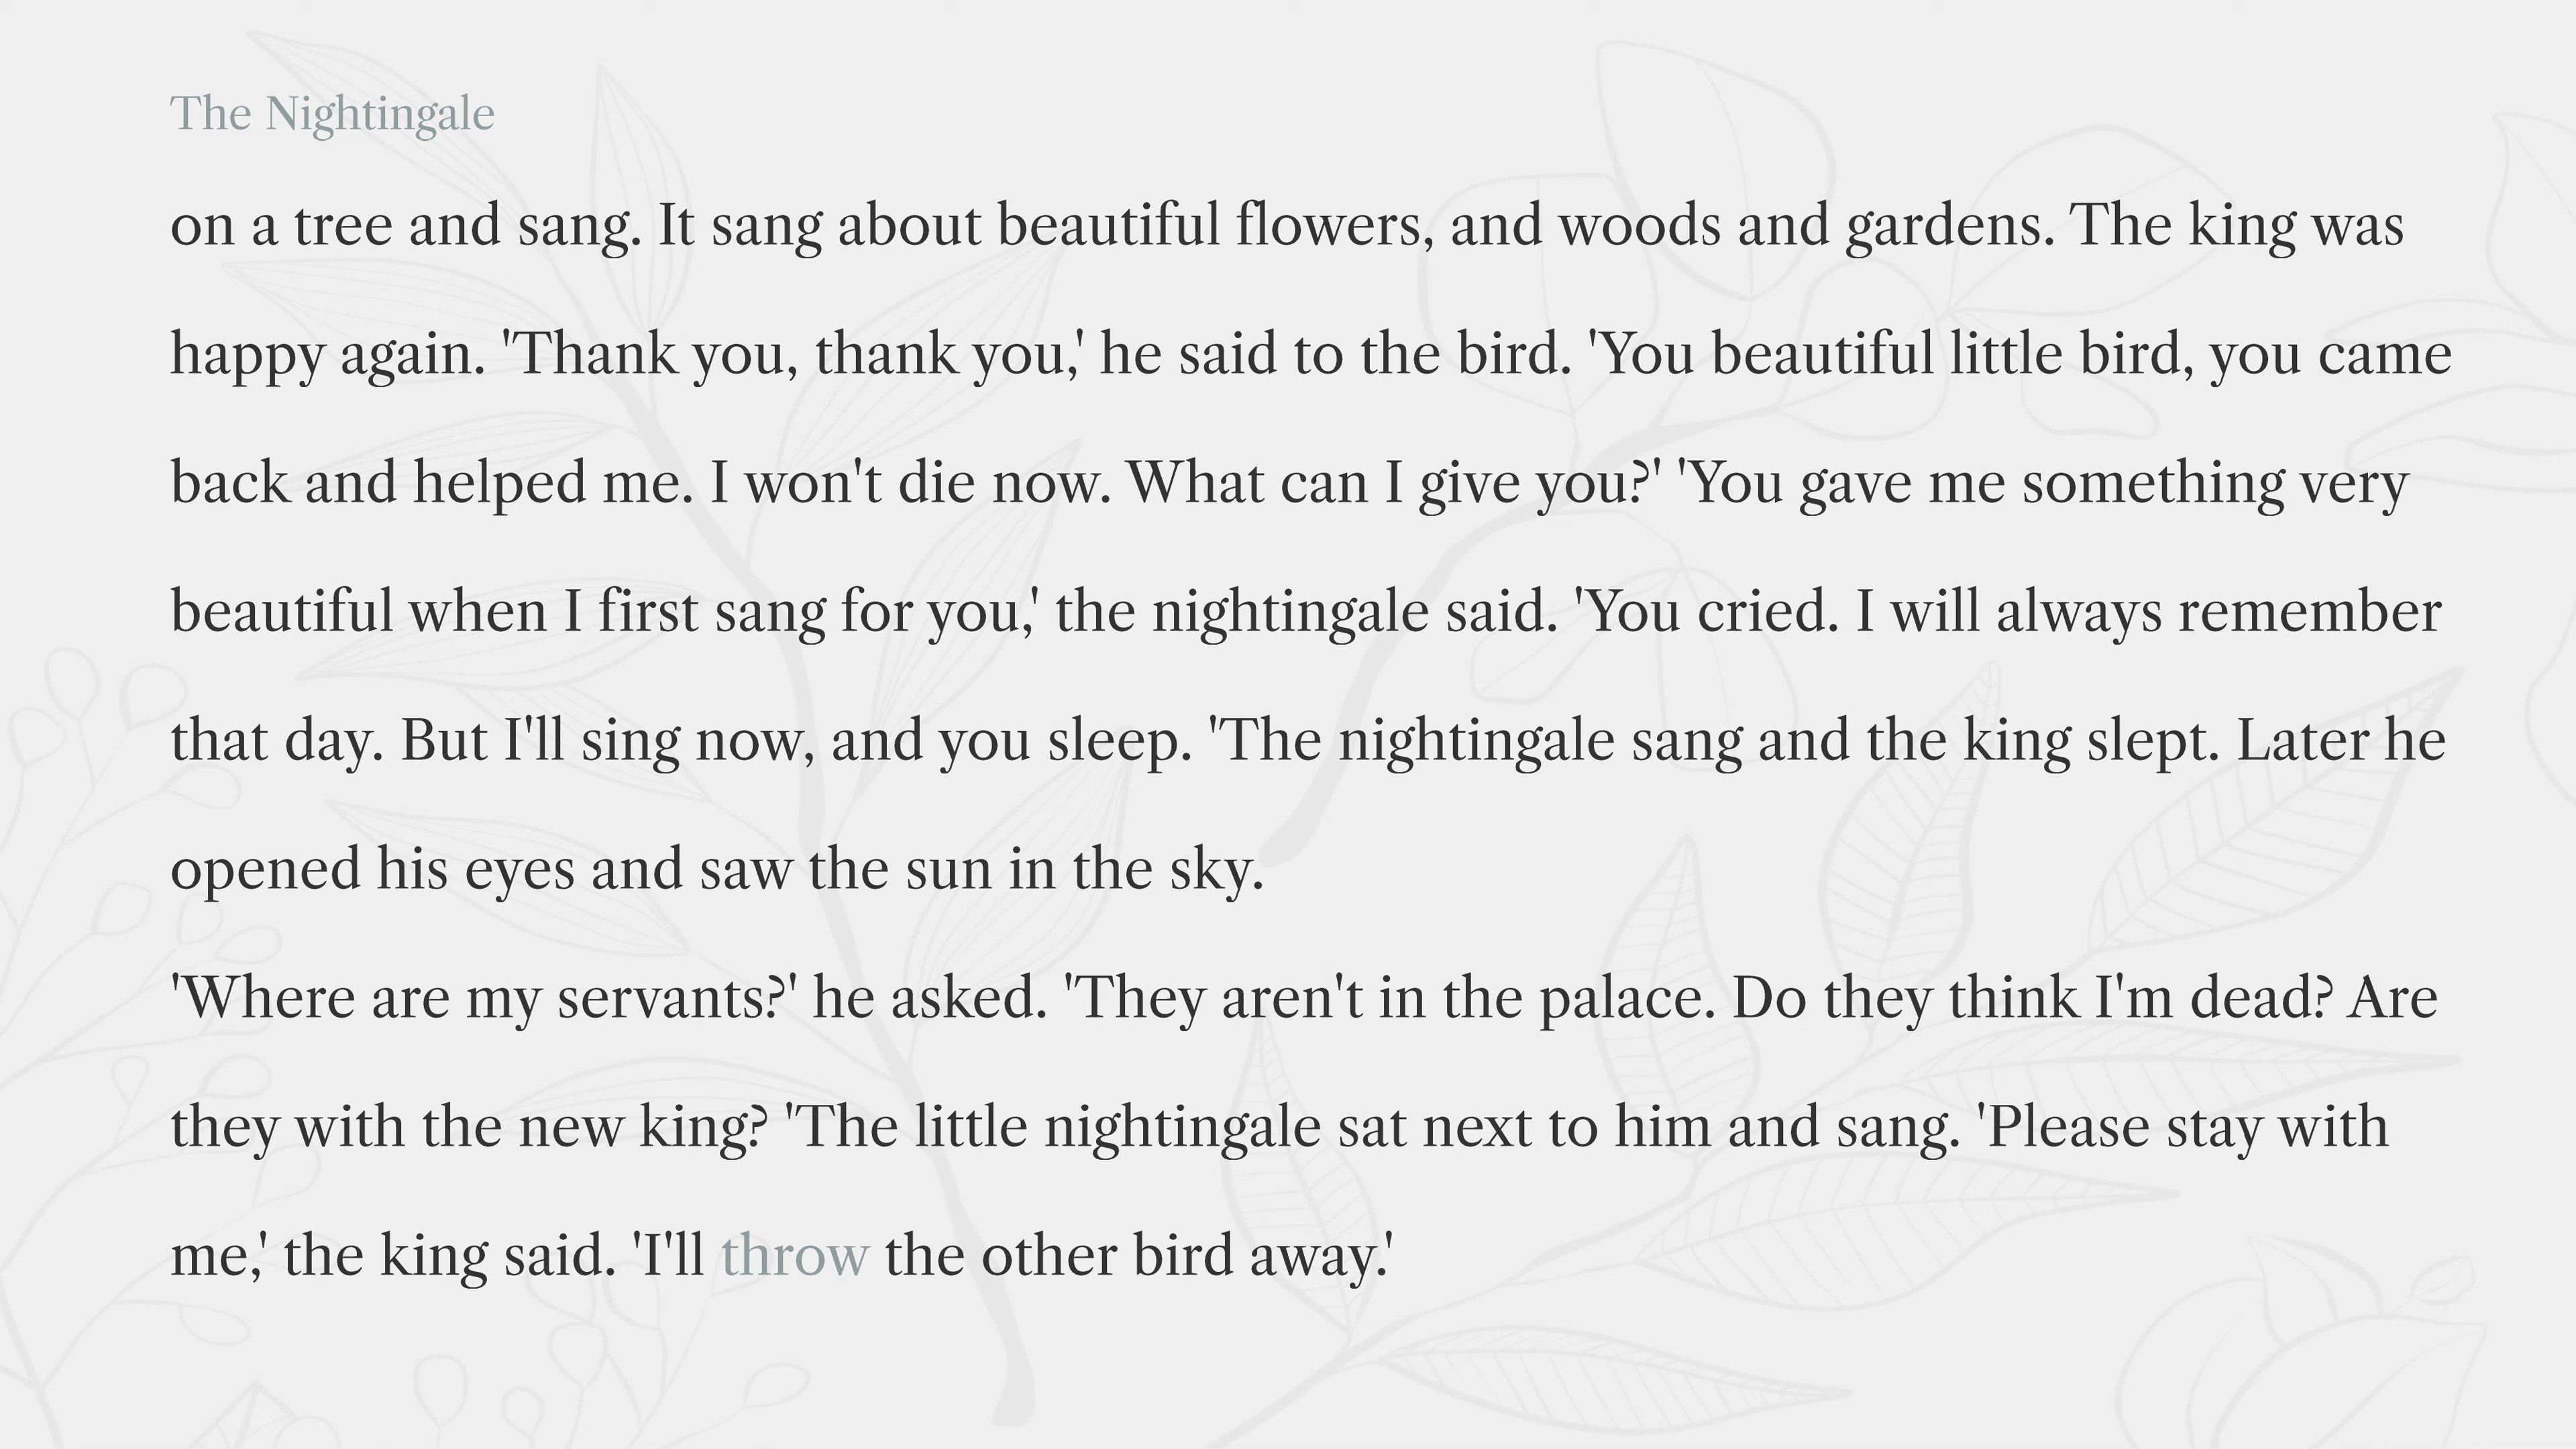 The Nightingale
on a tree and sang. It sang about beautiful flowers, and woods and gardens. The king was
happy again. 'Thank you, thank you,' he said to the bird. 'You beautiful little bird, you came
back and helped me. I won't die now. What can I give you?' 'You gave me something very
beautiful when I first sang for you,' the nightingale said. 'You cried. I will always remember
that day. But I'll sing now, and you sleep. 'The nightingale sang and the king slept. Later he
opened his eyes and saw the sun in the sky.
'Where are my servants?' he asked. 'They aren't in the palace. Do they think I'm dead? Are
they with the new king? 'The little nightingale sat next to him and sang. 'Please stay with
me,' the king said. 'I'll throw the other bird away.'